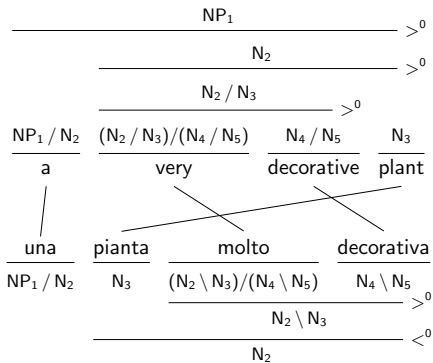 NP₁
>⁰
N₂
>⁰
N₂ / N₃
>⁰
NP₁ / N₂ (N₂ / N₃)/(N₄ / N₅) N₄ / N₅ N₃
a very decorative plant
una pianta molto decorativa
NP₁ / N₂ N₃ (N₂ \ N₃)/(N₄ \ N₅) N₄ \ N₅
>⁰
N₂ \ N₃
<⁰
N₂